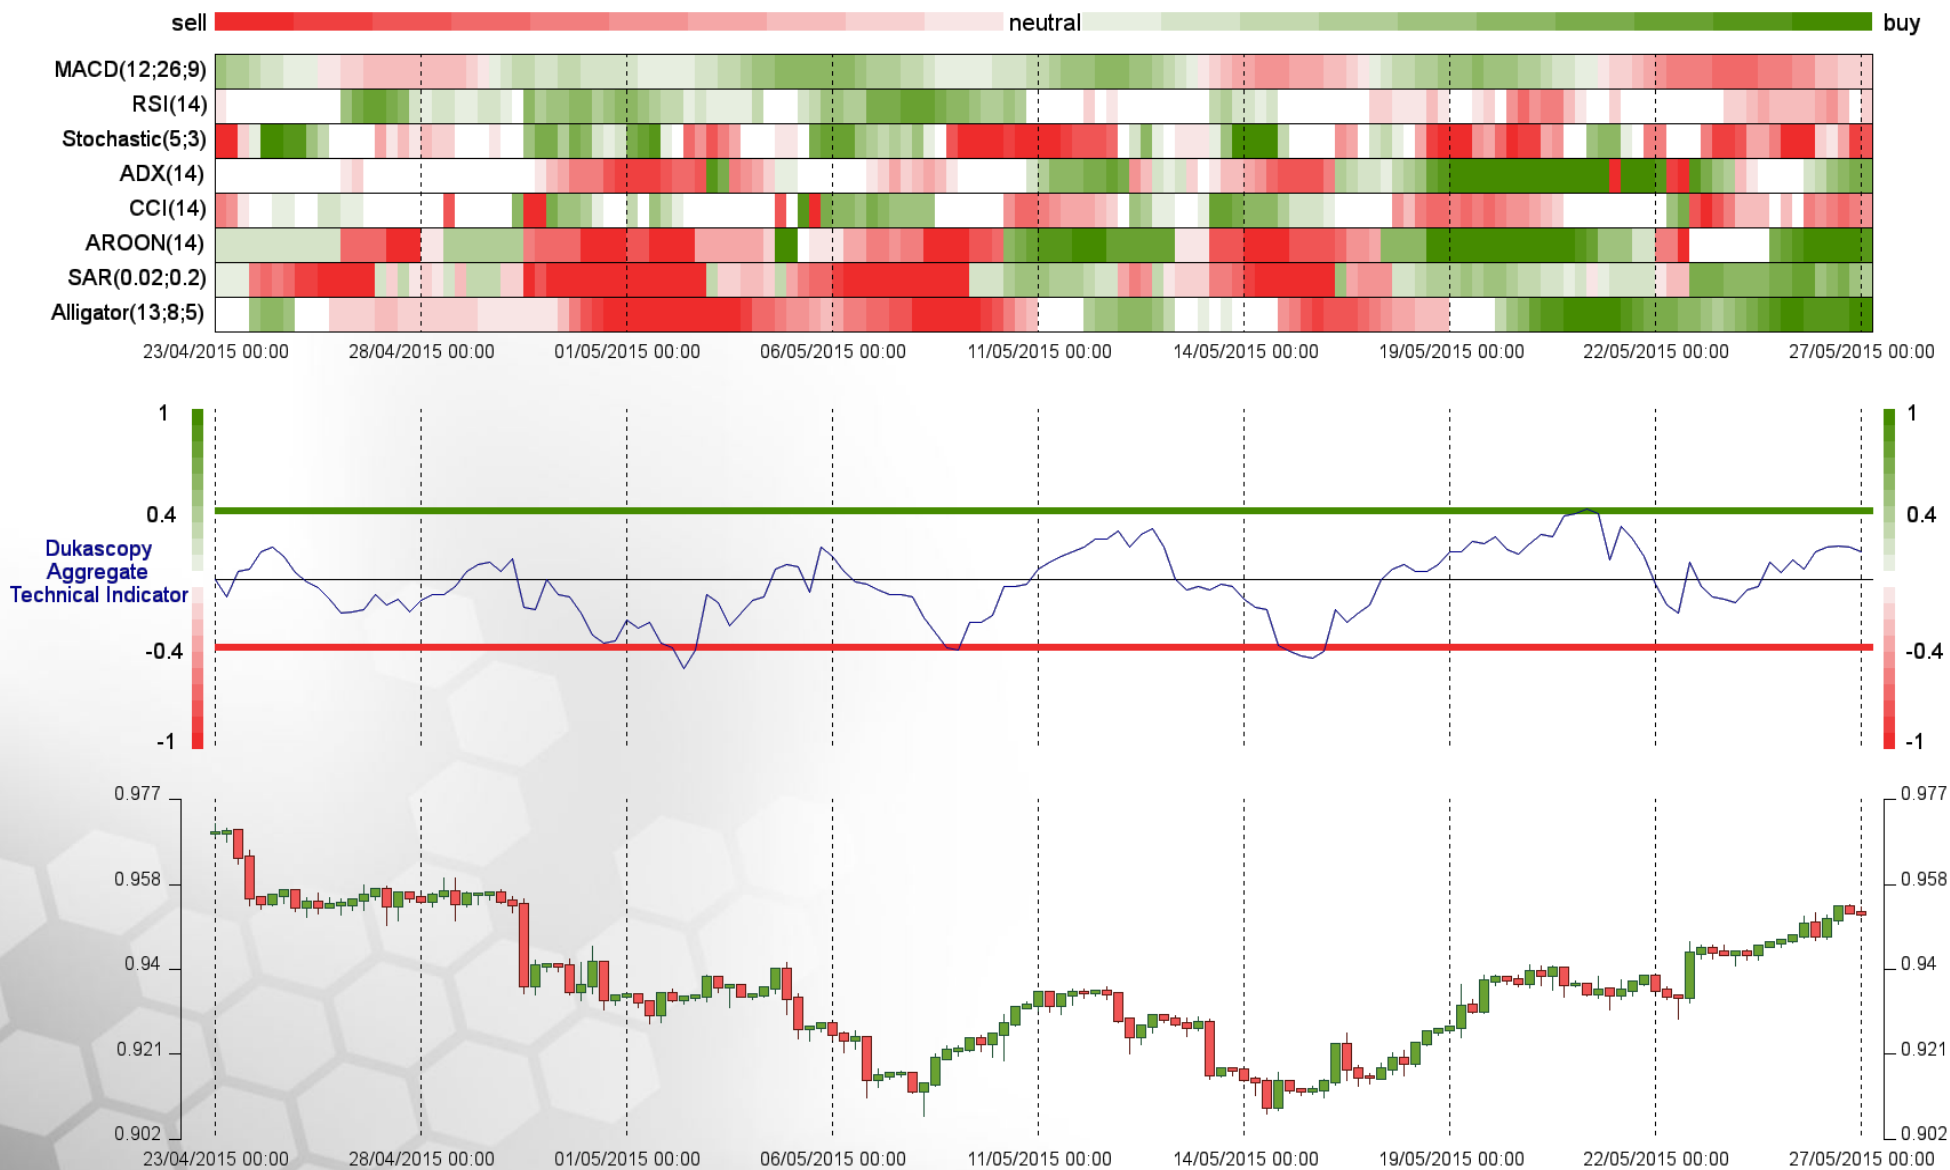 sell neutral buy
MACD(12;26;9)
RSI(14)
Stochastic(5;3)
ADX(14)
CCI(14)
AROON(14)
SAR(0.02;0.2)
Alligator(13;8;5)
23/04/2015 00:00 28/04/2015 00:00 01/05/2015 00:00 06/05/2015 00:00 11/05/2015 00:00 14/05/2015 00:00 19/05/2015 00:00 22/05/2015 00:00 27/05/2015 00:00
1 1
0.4 0.4
Dukascopy
Aggregate
Technical Indicator
-0.4 -0.4
-1 -1
0.977 0.977
0.958 0.958
0.94 0.94
0.921 0.921
0.902 0.902
23/04/2015 00:00 28/04/2015 00:00 01/05/2015 00:00 06/05/2015 00:00 11/05/2015 00:00 14/05/2015 00:00 19/05/2015 00:00 22/05/2015 00:00 27/05/2015 00:00